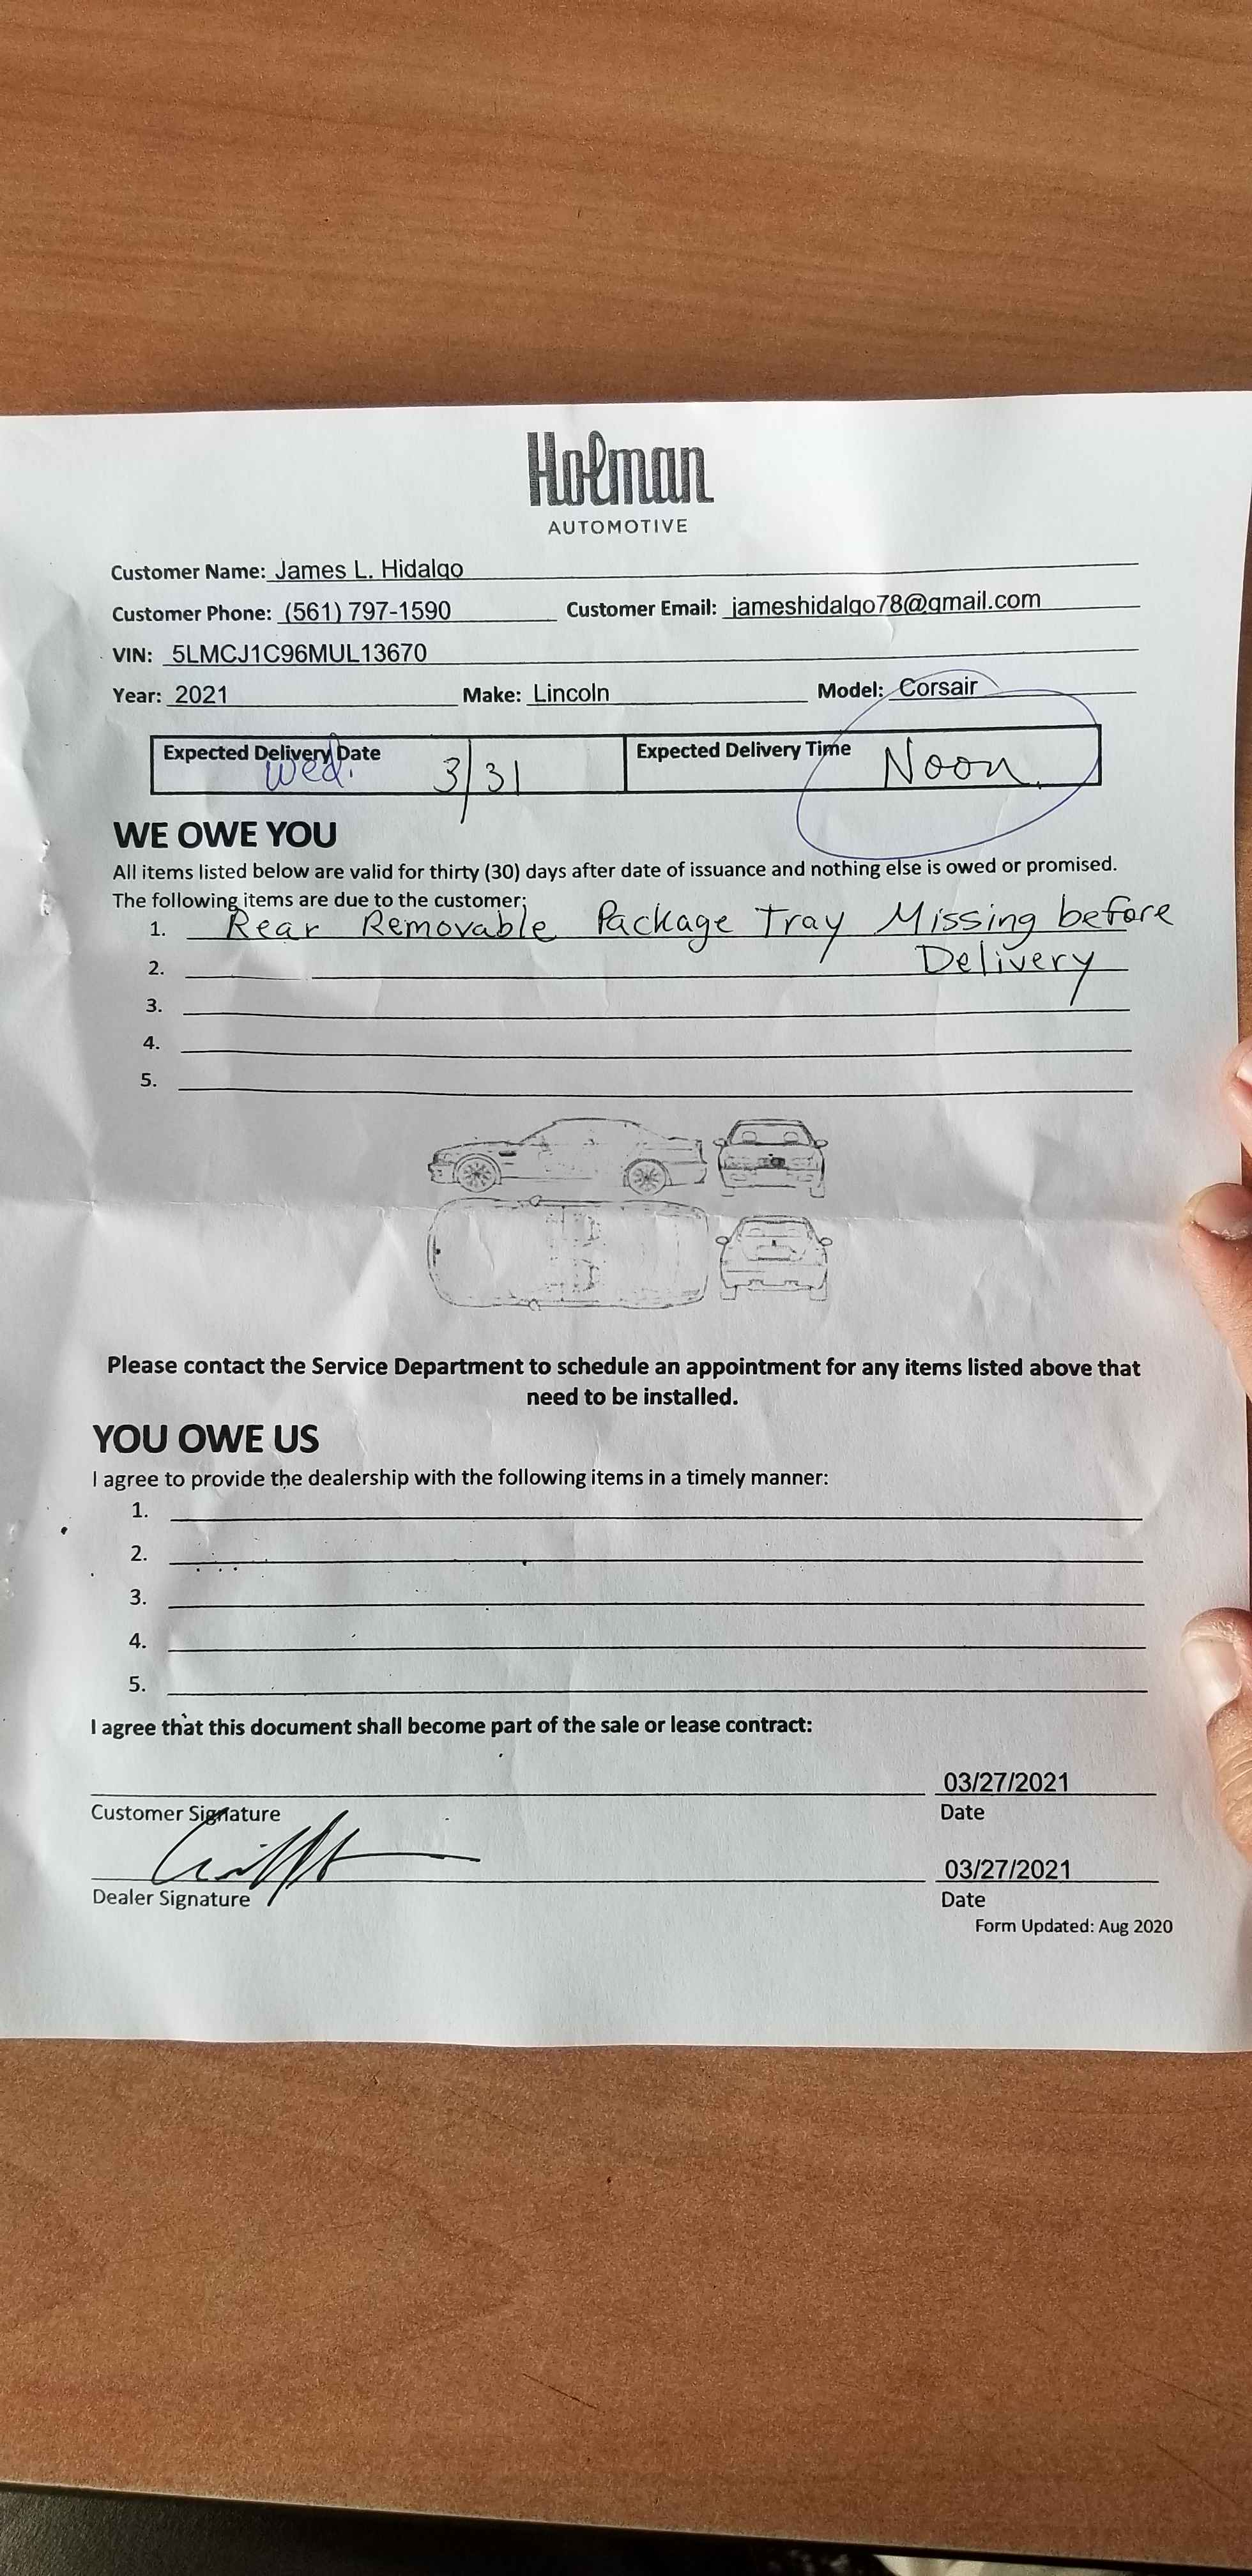 Holman
AUTOMOTIVE
Customer Name: James L. Hidalgo
Customer Phone: (561) 797-1590 Customer Email: jameshidalgo78@gmail.com
VIN: 5LMCJ1C96MUL13670
Year: 2021 Make: Lincoln Model: Corsair
Expected Delivery Date Wed. 3/31 Expected Delivery Time Noon
WE OWE YOU
All items listed below are valid for thirty (30) days after date of issuance and nothing else is owed or promised.
The following items are due to the customer:
1. Rear Removable Package Tray Missing before
2. Delivery
3.
4.
5.
Please contact the Service Department to schedule an appointment for any items listed above that
need to be installed.
YOU OWE US
I agree to provide the dealership with the following items in a timely manner:
1.
2.
3.
4.
5.
I agree that this document shall become part of the sale or lease contract:
03/27/2021
Customer Signature Date
03/27/2021
Dealer Signature Date
Form Updated: Aug 2020